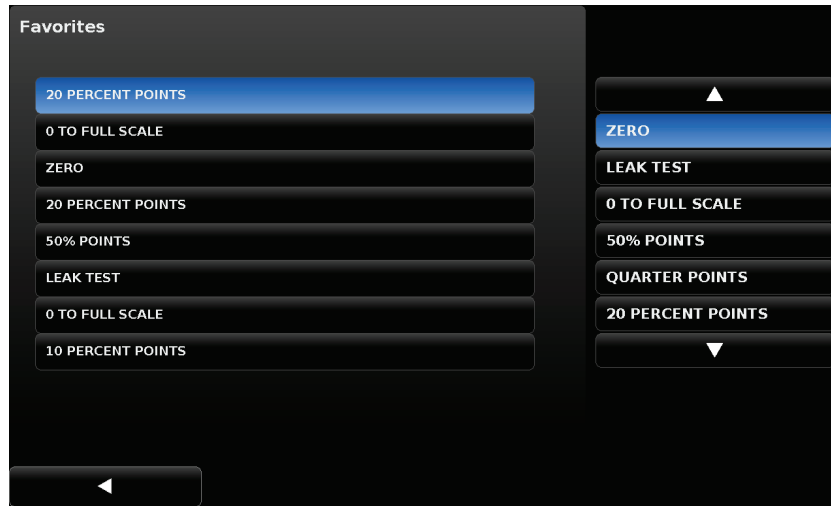 Favorites
20 PERCENT POINTS
0 TO FULL SCALE
ZERO
20 PERCENT POINTS
50% POINTS
LEAK TEST
0 TO FULL SCALE
10 PERCENT POINTS
ZERO
LEAK TEST
0 TO FULL SCALE
50% POINTS
QUARTER POINTS
20 PERCENT POINTS